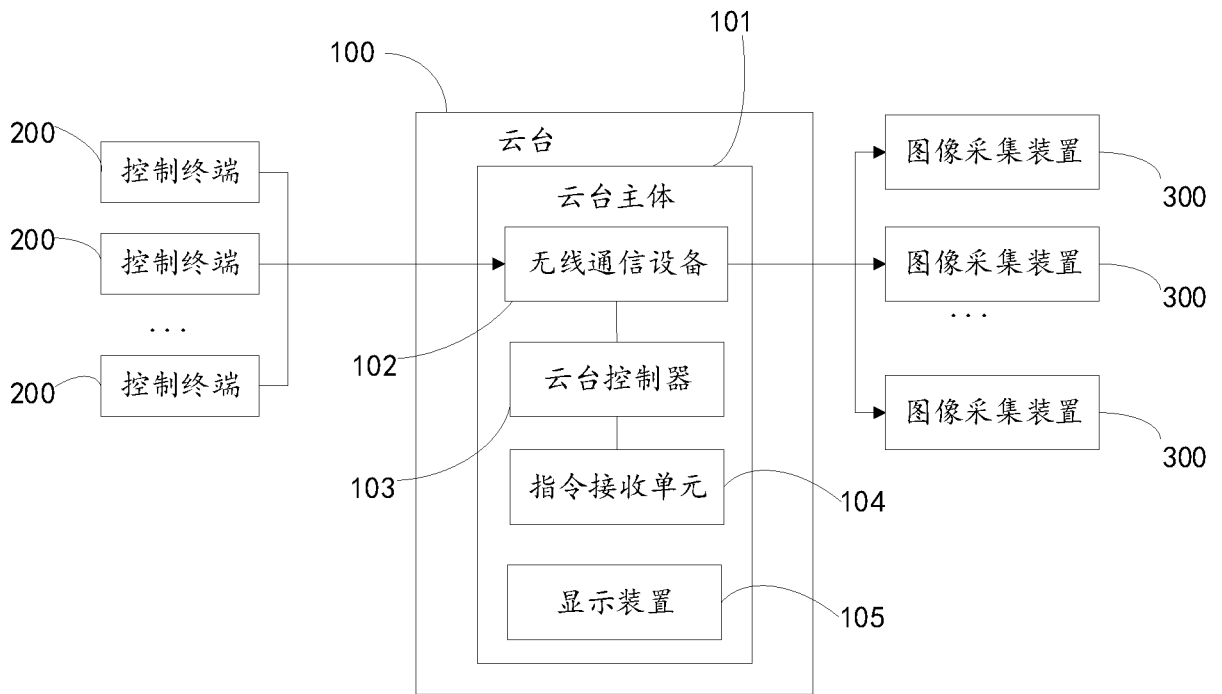 101
100
云台
200
控制终端
云台主体
图像采集装置
300
200
控制终端
无线通信设备
图像采集装置
300
...
...
102
云台控制器
200
控制终端
图像采集装置
300
103
指令接收单元
104
显示装置
105